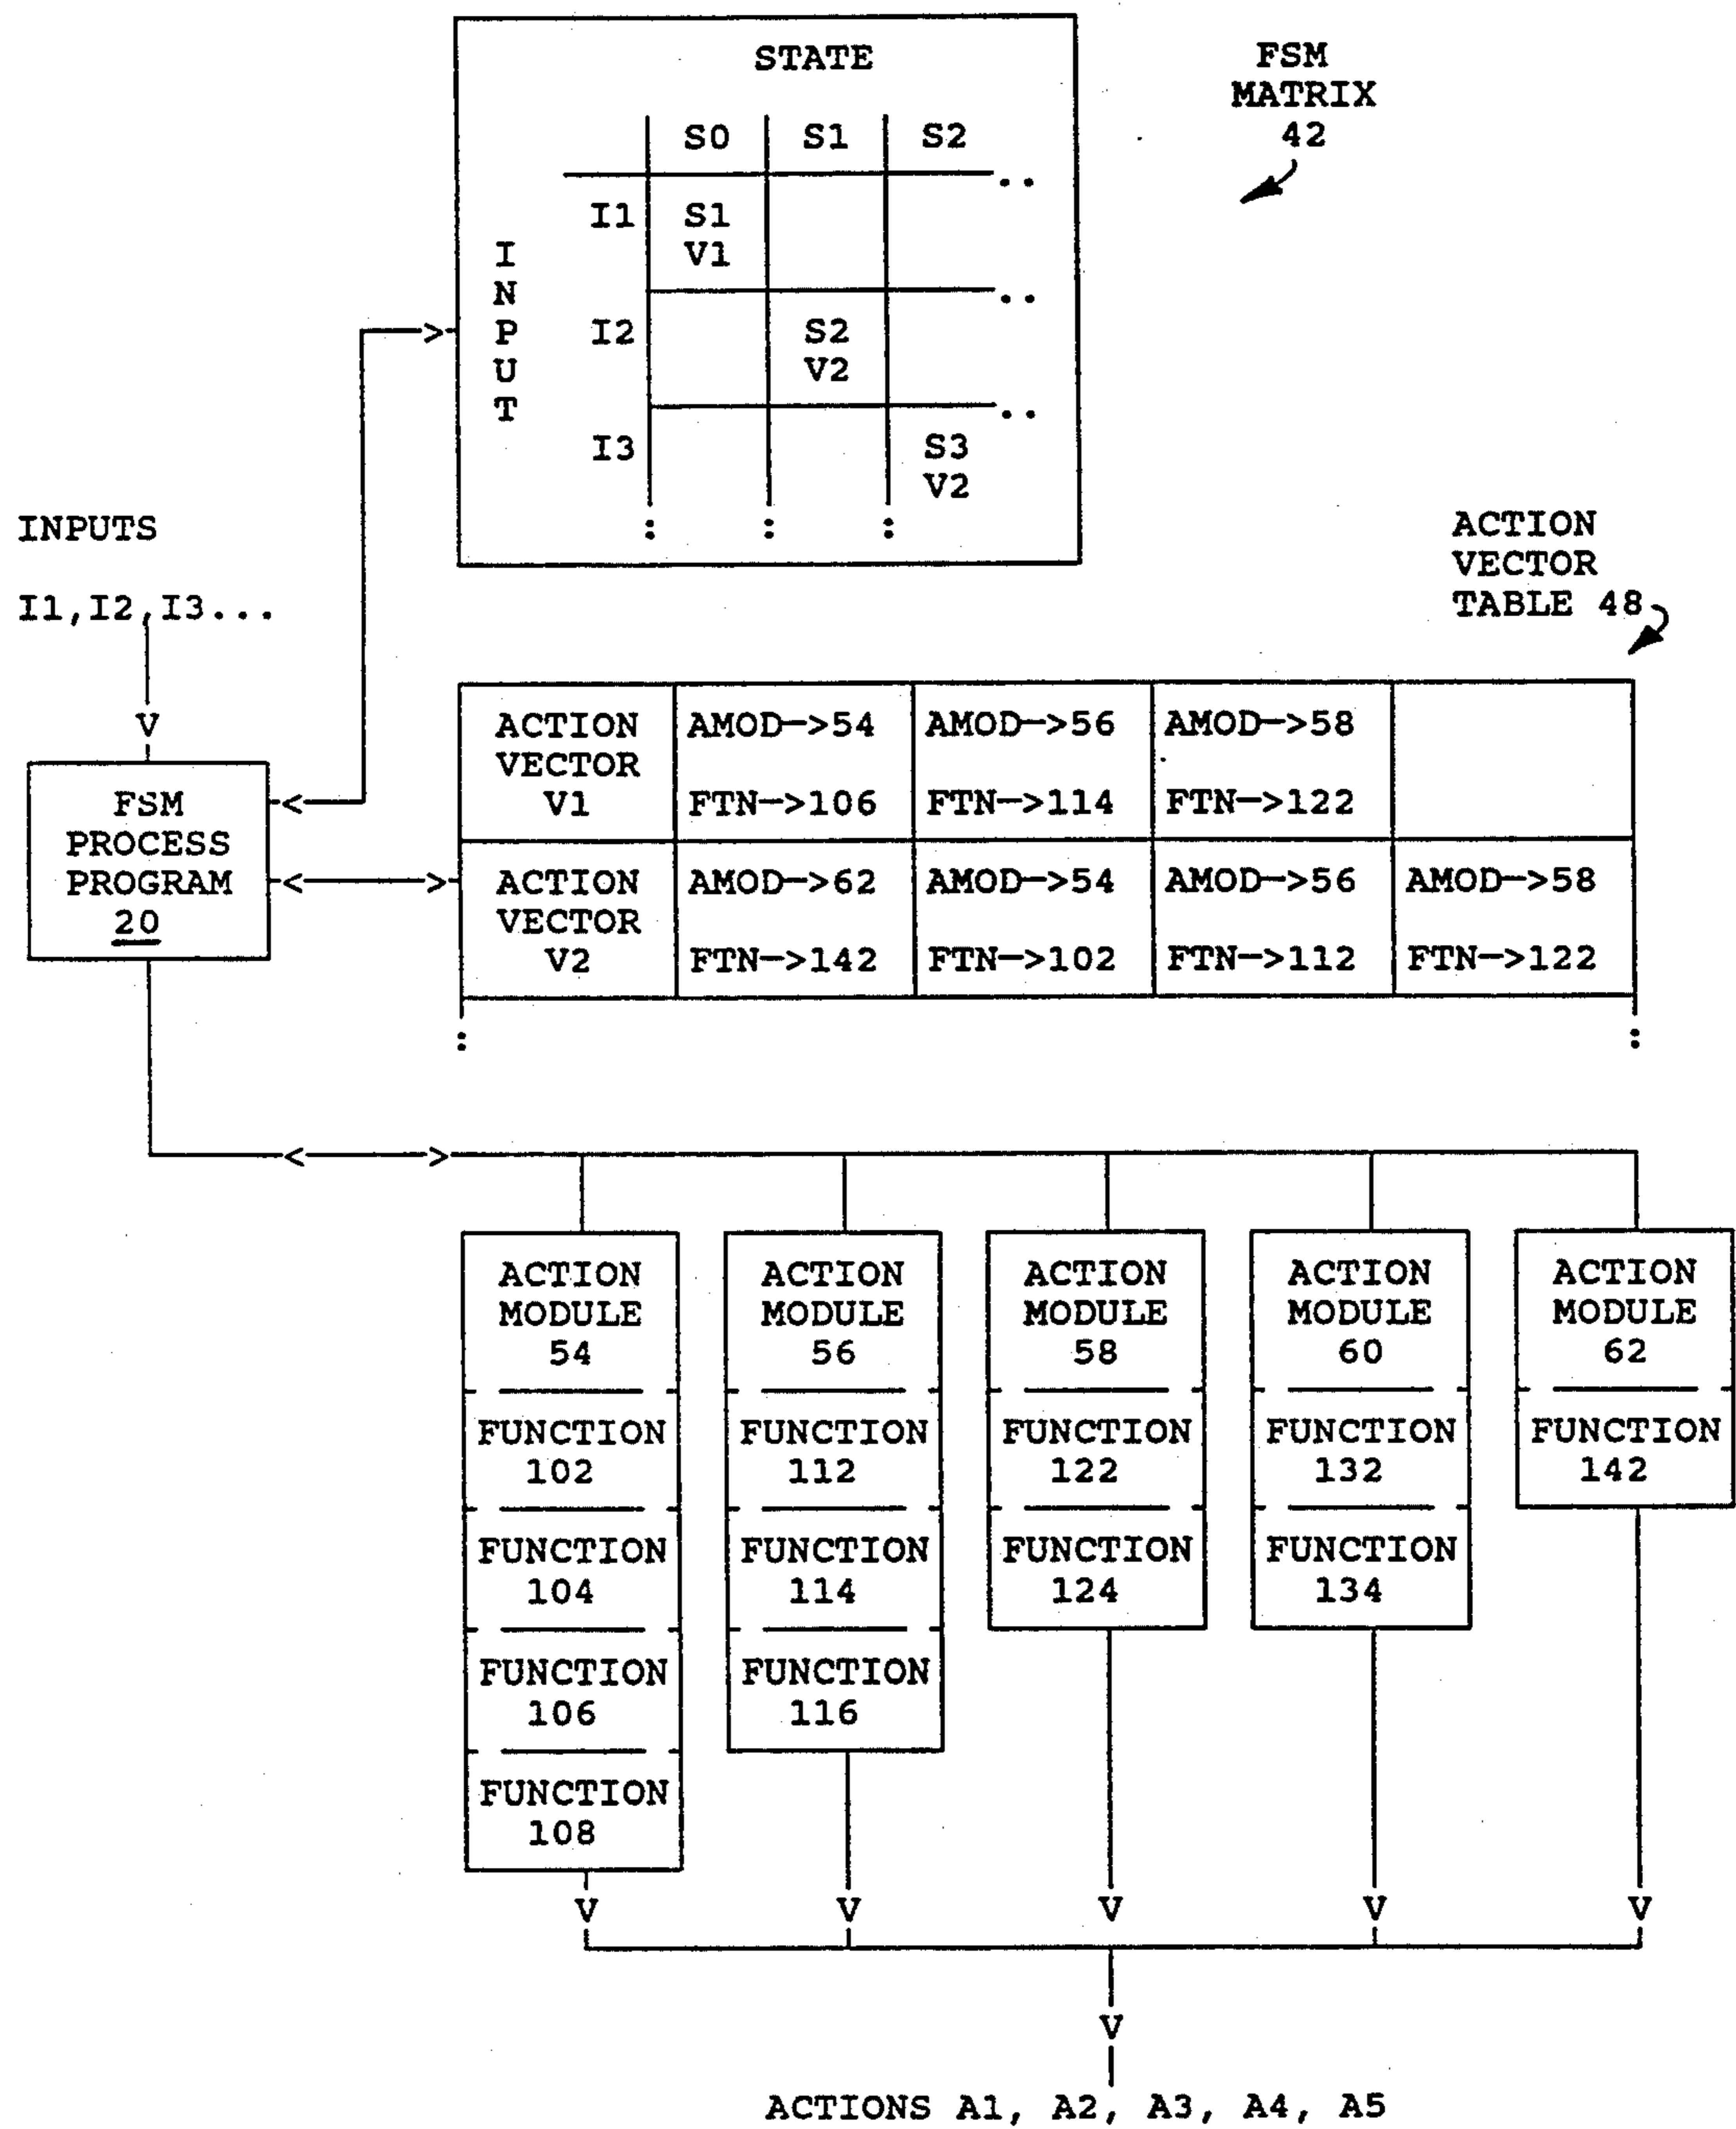 STATE
FSM
MATRIX
42
S0 S1 S2
I1 S1
V1
INPUT
I2 S2
V2
I3 S3
V2
INPUTS
I1,I2,I3...
ACTION
VECTOR
TABLE 48
FSM
PROCESS
PROGRAM
20
ACTION AMOD->54 AMOD->56 AMOD->58
VECTOR
V1 FTN->106 FTN->114 FTN->122
ACTION AMOD->62 AMOD->54 AMOD->56 AMOD->58
VECTOR
V2 FTN->142 FTN->102 FTN->112 FTN->122
ACTION
MODULE
54
FUNCTION
102
FUNCTION
104
FUNCTION
106
FUNCTION
108
ACTION
MODULE
56
FUNCTION
112
FUNCTION
114
FUNCTION
116
ACTION
MODULE
58
FUNCTION
122
FUNCTION
124
ACTION
MODULE
60
FUNCTION
132
FUNCTION
134
ACTION
MODULE
62
FUNCTION
142
ACTIONS A1, A2, A3, A4, A5